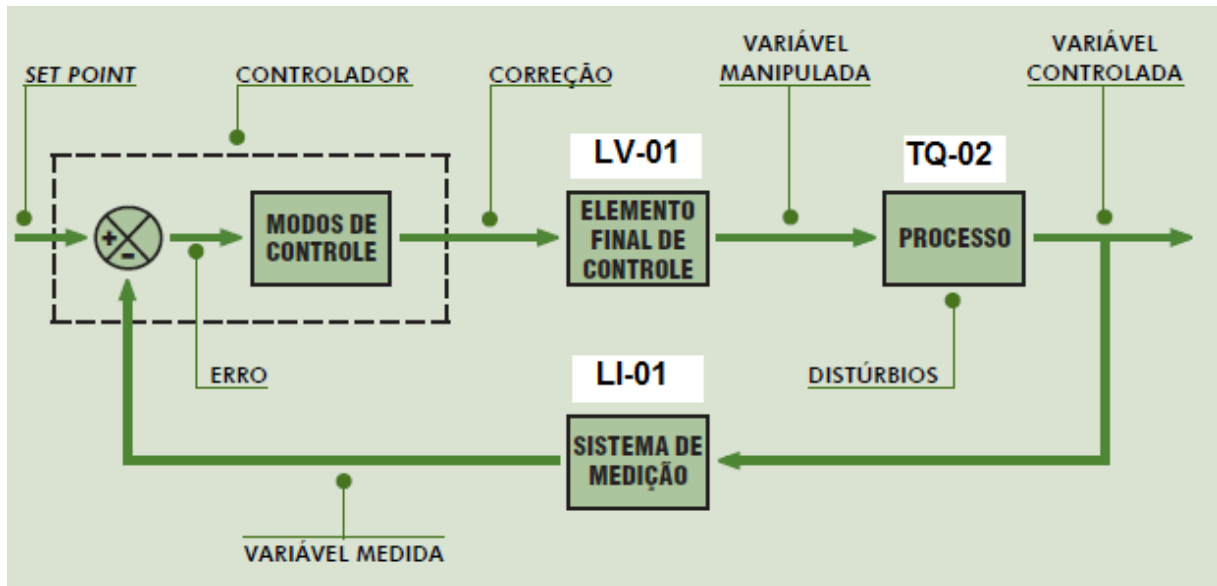 SET POINT
CONTROLADOR
CORREÇÃO
VARIÁVEL
MANIPULADA
VARIÁVEL
CONTROLADA
LV-01
TQ-02
+
-
MODOS DE
CONTROLE
ELEMENTO
FINAL DE
CONTROLE
PROCESSO
ERRO
LI-01
DISTÚRBIOS
SISTEMA DE
MEDIÇÃO
VARIÁVEL MEDIDA